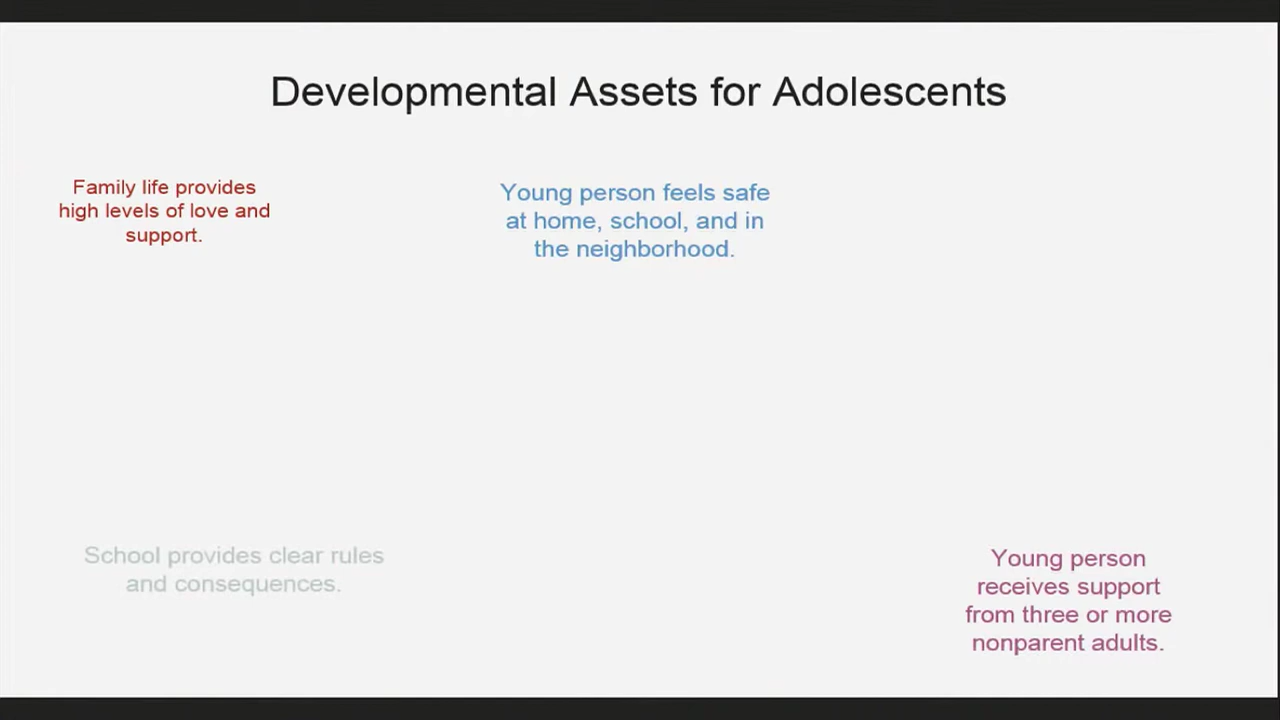 Developmental Assets for Adolescents
Family life provides
high levels of love and
support.
Young person feels safe
at home, school, and in
the neighborhood.
School provides clear rules
and consequences.
Young person
receives support
from three or more
nonparent adults.